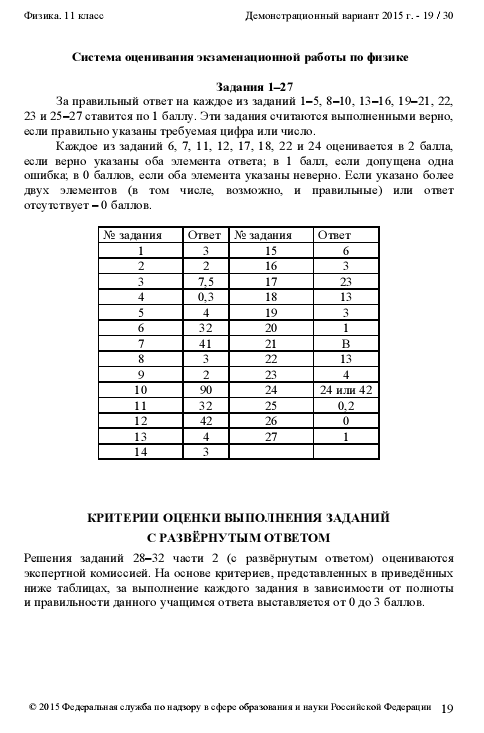 Физика. 11 класс Демонстрационный вариант 2015 г. - 19 / 30
Система оценивания экзаменационной работы по физике
Задания 1–27
За правильный ответ на каждое из заданий 1–5, 8–10, 13–16, 19–21, 22,
23 и 25–27 ставится по 1 баллу. Эти задания считаются выполненными верно,
если правильно указаны требуемая цифра или число.
Каждое из заданий 6, 7, 11, 12, 17, 18, 22 и 24 оценивается в 2 балла,
если верно указаны оба элемента ответа; в 1 балл, если допущена одна
ошибка; в 0 баллов, если оба элемента указаны неверно. Если указано более
двух элементов (в том числе, возможно, и правильные) или ответ
отсутствует – 0 баллов.
№ задания Ответ № задания Ответ
1 3 15 6
2 2 16 3
3 7,5 17 23
4 0,3 18 13
5 4 19 3
6 32 20 1
7 41 21 В
8 3 22 13
9 2 23 4
10 90 24 24 или 42
11 32 25 0,2
12 42 26 0
13 4 27 1
14 3
КРИТЕРИИ ОЦЕНКИ ВЫПОЛНЕНИЯ ЗАДАНИЙ
С РАЗВЁРНУТЫМ ОТВЕТОМ
Решения заданий 28–32 части 2 (с развёрнутым ответом) оцениваются
экспертной комиссией. На основе критериев, представленных в приведённых
ниже таблицах, за выполнение каждого задания в зависимости от полноты
и правильности данного учащимся ответа выставляется от 0 до 3 баллов.
© 2015 Федеральная служба по надзору в сфере образования и науки Российской Федерации 19